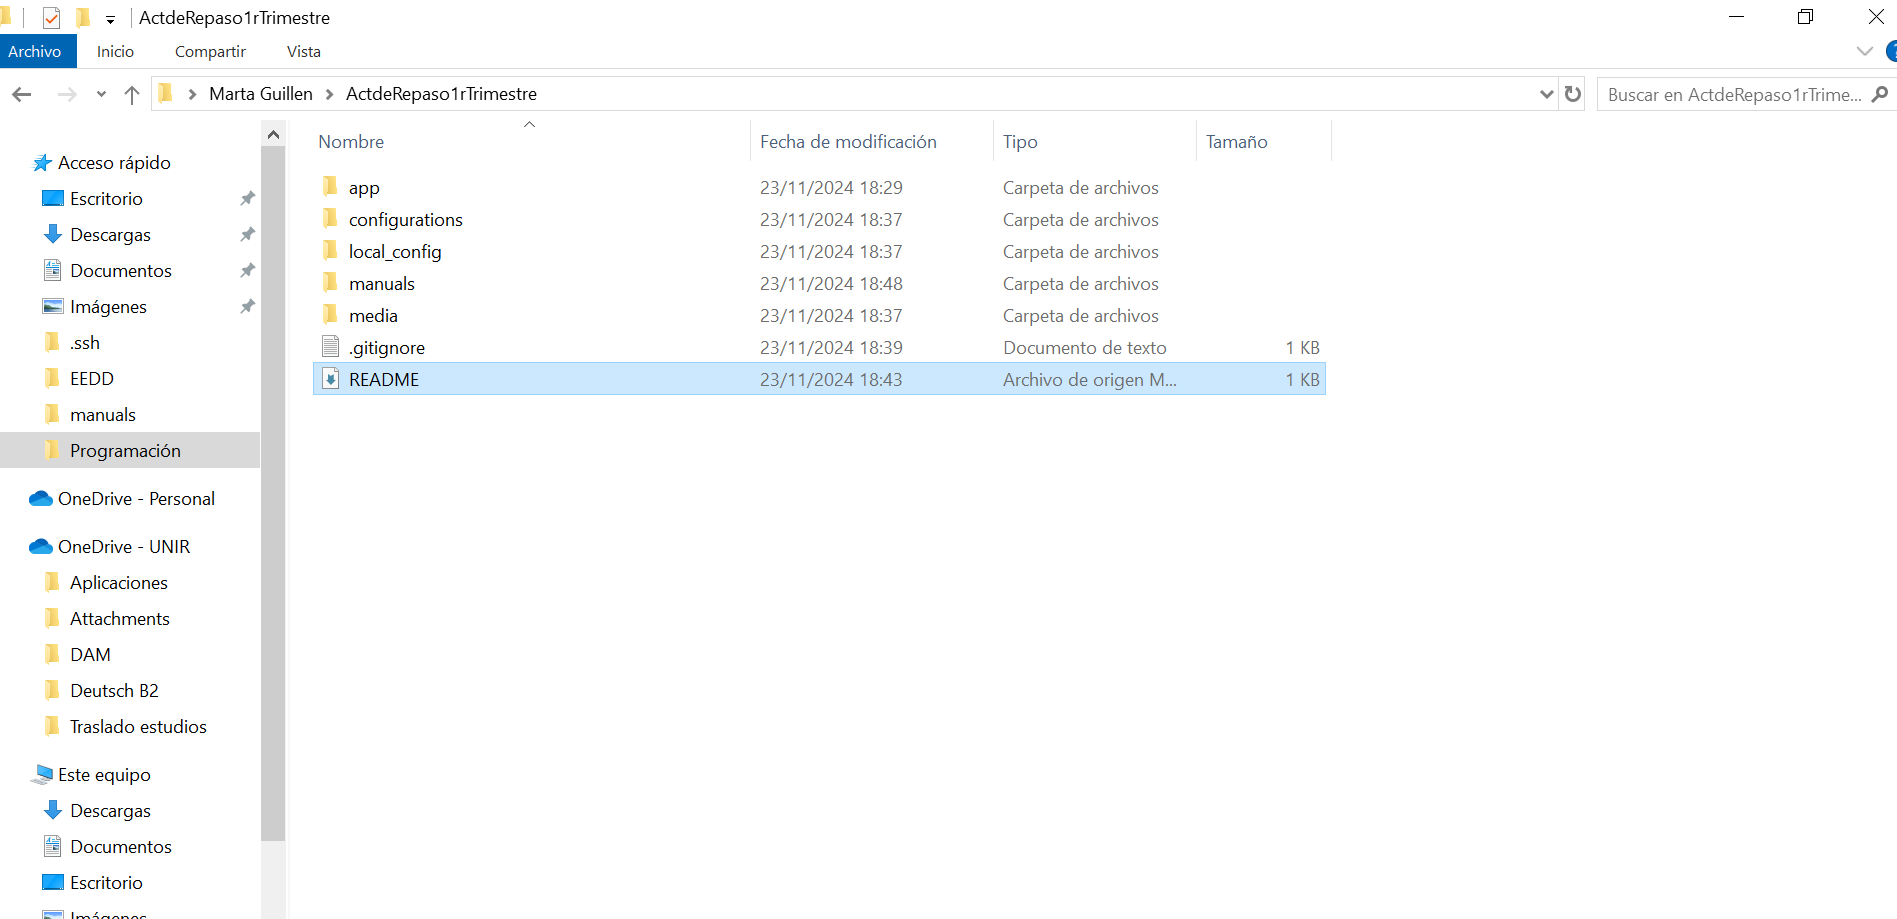 ActdeRepaso1rTrimestre
Archivo Inicio Compartir Vista
Marta Guillen ActdeRepaso1rTrimestre Buscar en ActdeRepaso1rTrime...
Nombre Fecha de modificación Tipo Tamaño
app 23/11/2024 18:29 Carpeta de archivos
configurations 23/11/2024 18:37 Carpeta de archivos
local_config 23/11/2024 18:37 Carpeta de archivos
manuals 23/11/2024 18:48 Carpeta de archivos
media 23/11/2024 18:37 Carpeta de archivos
.gitignore 23/11/2024 18:39 Documento de texto 1 KB
README 23/11/2024 18:43 Archivo de origen M... 1 KB
Acceso rápido
Escritorio
Descargas
Documentos
Imágenes
.ssh
EEDD
manuals
Programación
OneDrive - Personal
OneDrive - UNIR
Aplicaciones
Attachments
DAM
Deutsch B2
Traslado estudios
Este equipo
Descargas
Documentos
Escritorio
Imágenes